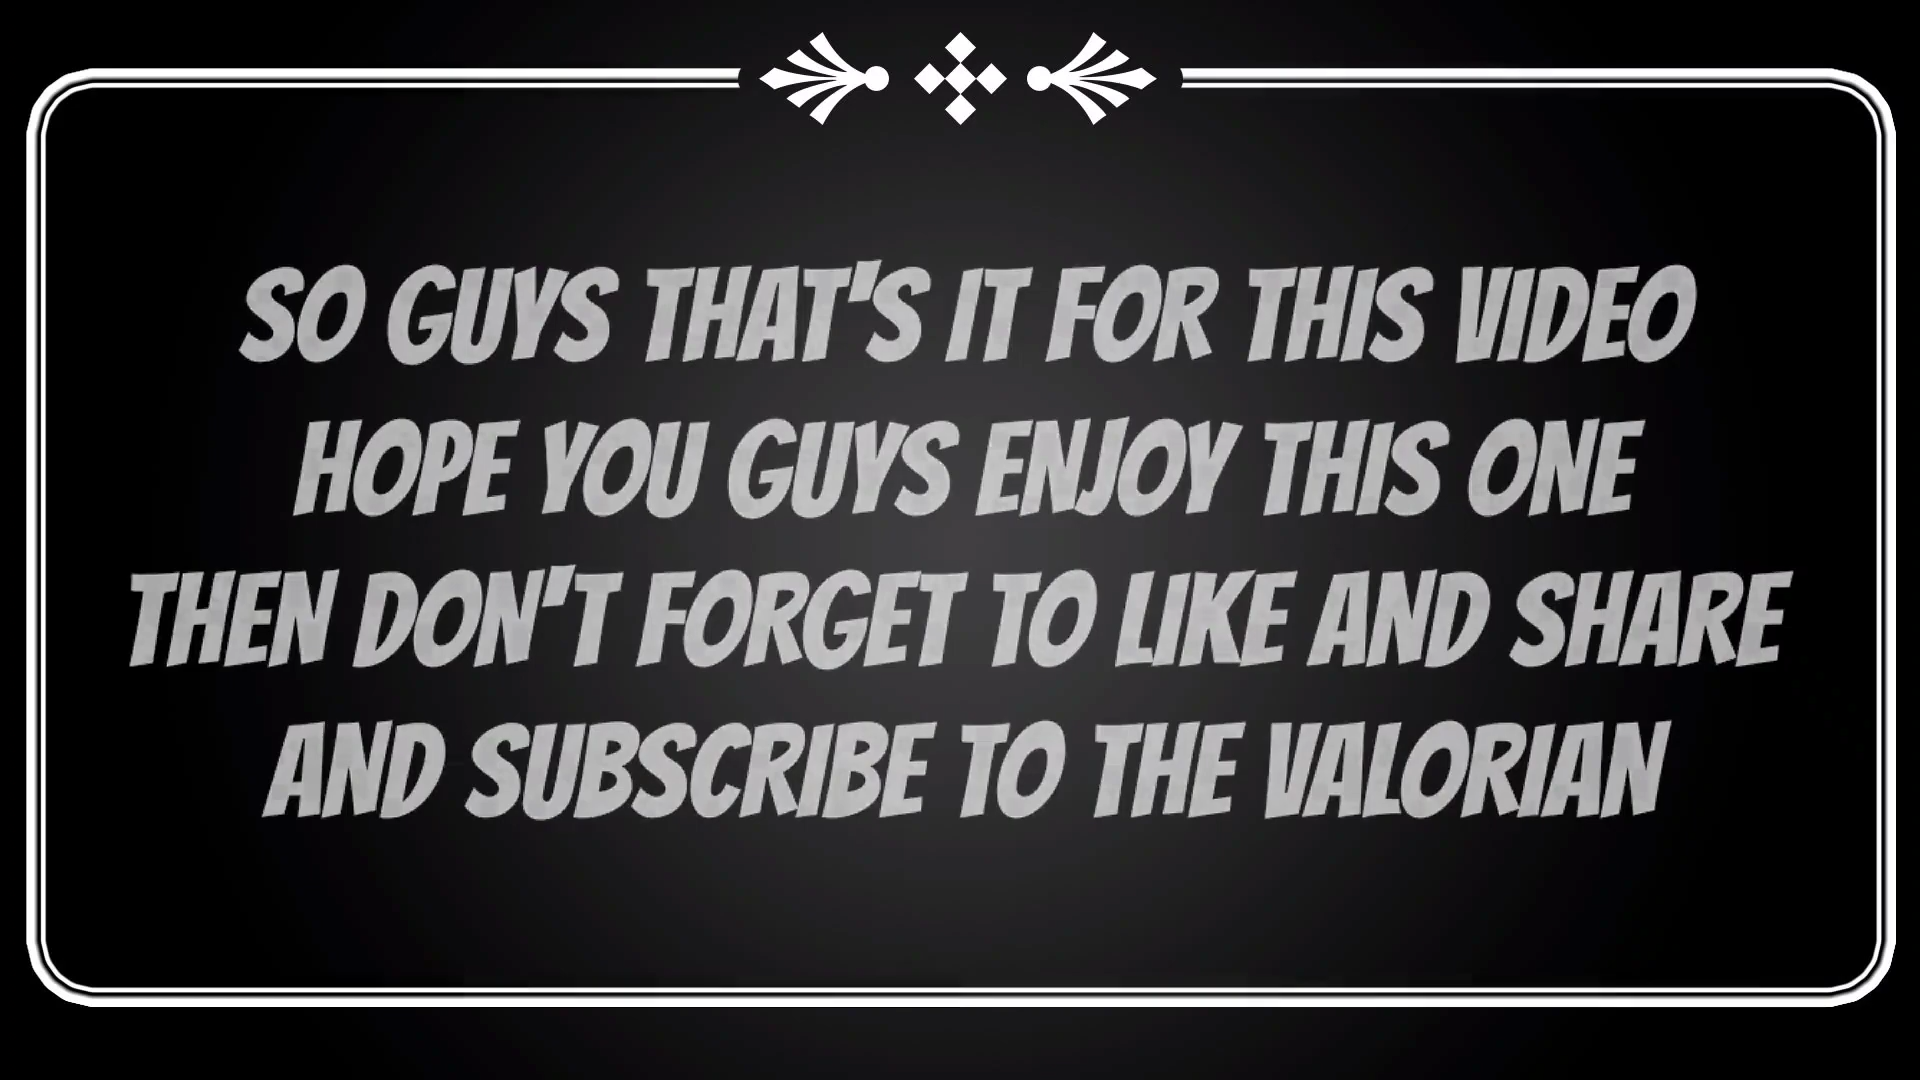 SO GUYS THAT'S IT FOR THIS VIDEO
HOPE YOU GUYS ENJOY THIS ONE
THEN DON'T FORGET TO LIKE AND SHARE
AND SUBSCRIBE TO THE VALORIAN